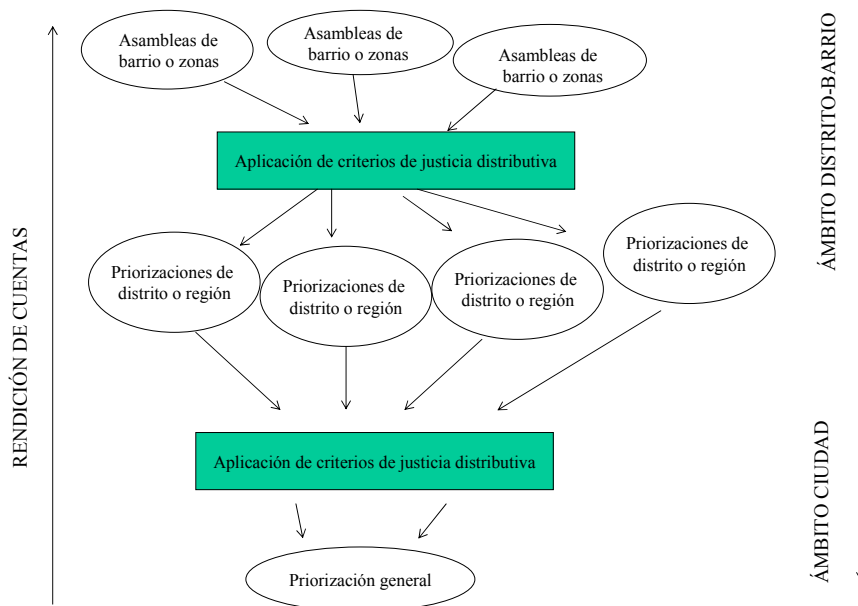 Asambleas de
barrio o zonas
Asambleas de
barrio o zonas
Asambleas de
barrio o zonas
Aplicación de criterios de justicia distributiva
Priorizaciones de
distrito o región
Priorizaciones de
distrito o región
Priorizaciones de
distrito o región
Priorizaciones de
distrito o región
Aplicación de criterios de justicia distributiva
Priorización general
RENDICIÓN DE CUENTAS
ÁMBITO DISTRITO-BARRIO
ÁMBITO CIUDAD